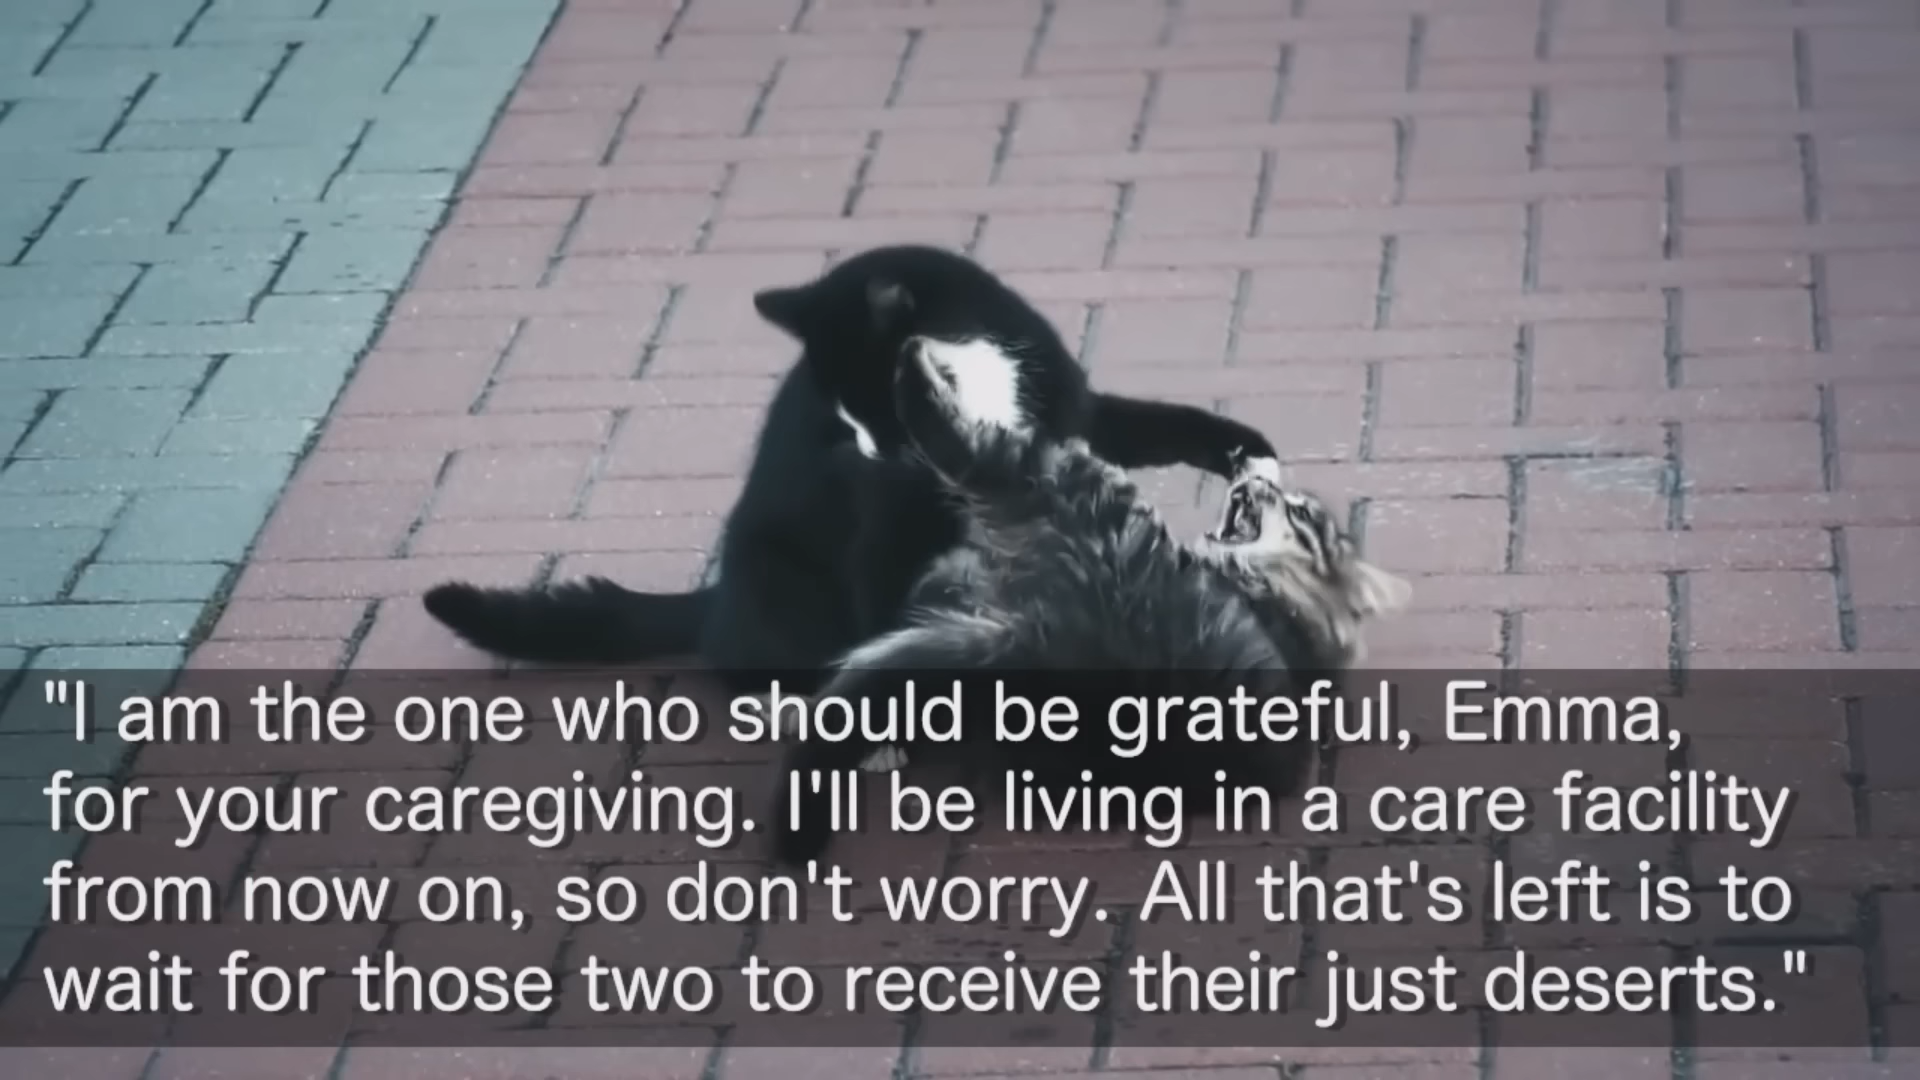 "I am the one who should be grateful, Emma,
for your caregiving. I'll be living in a care facility
from now on, so don't worry. All that's left is to
wait for those two to receive their just deserts."